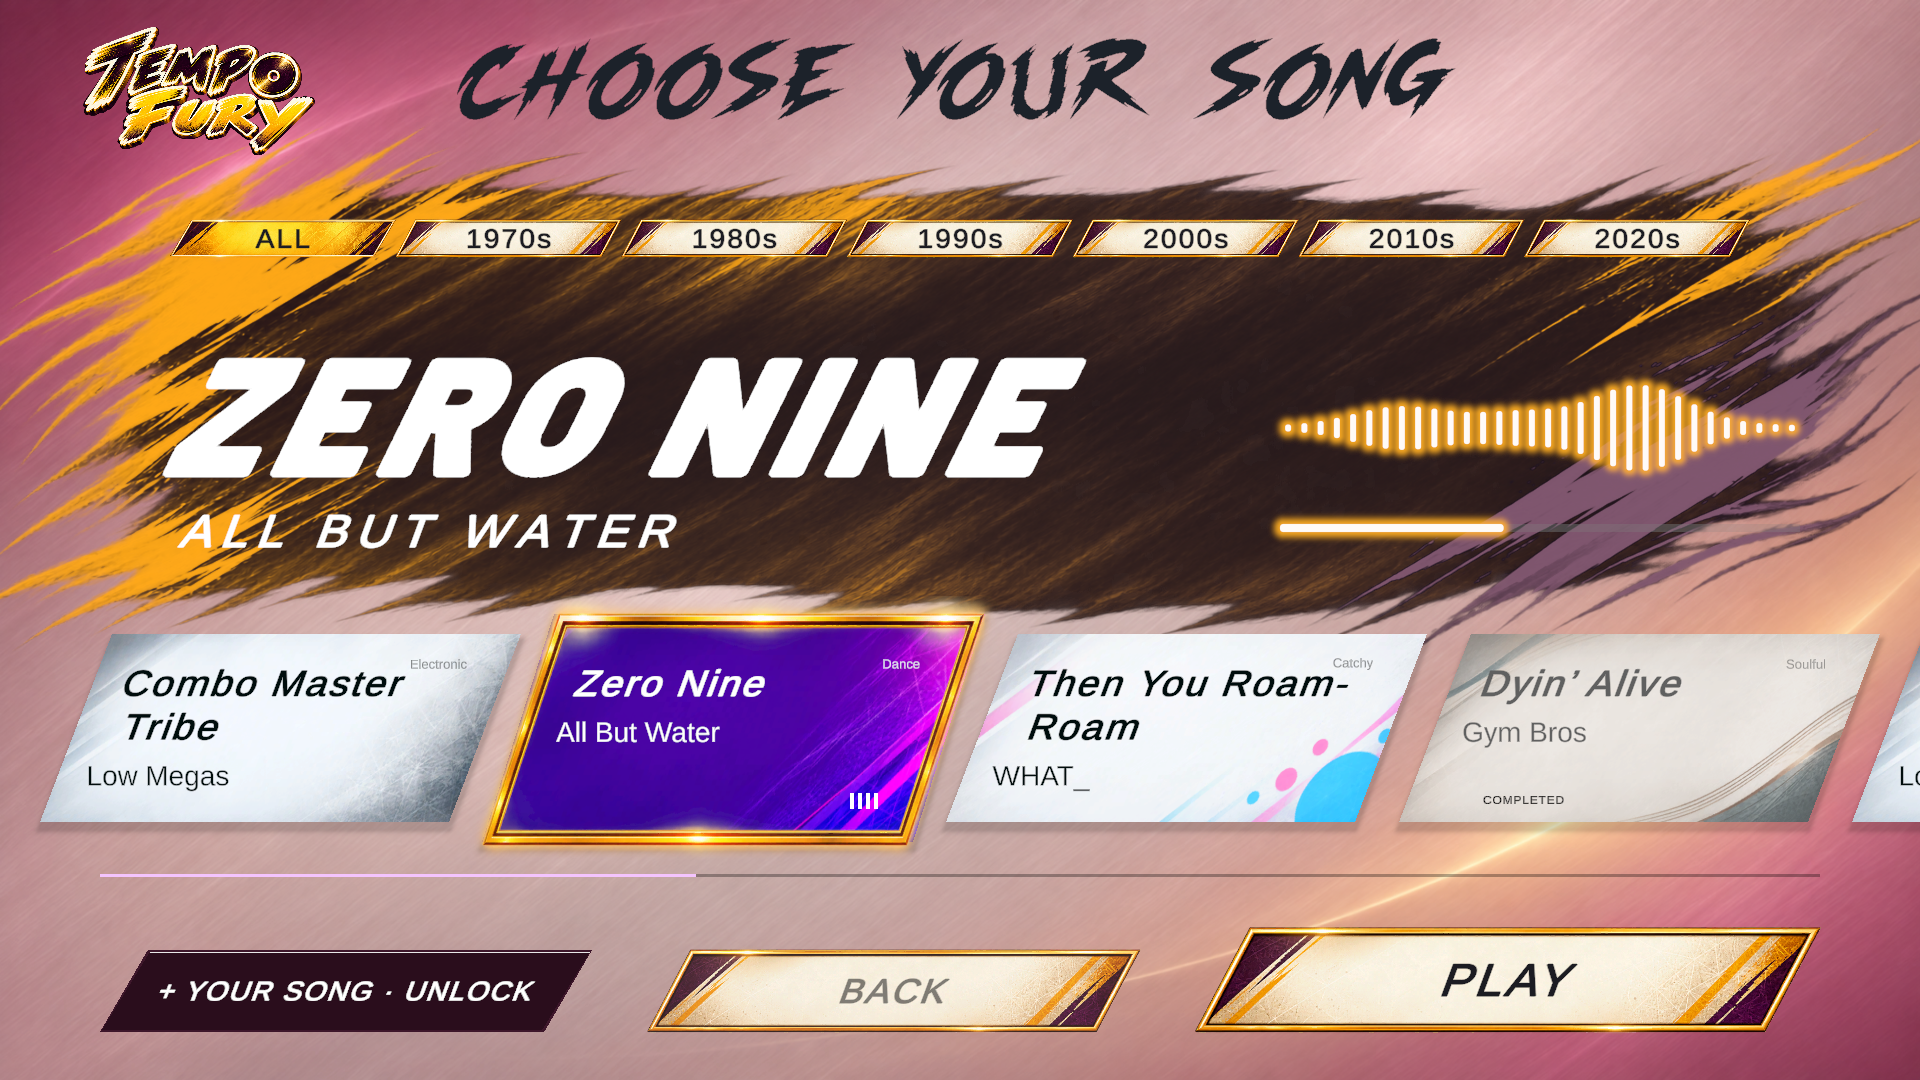 TEMPO
FURY
CHOOSE YOUR SONG
ALL 1970s 1980s 1990s 2000s 2010s 2020s
ZERO NINE
ALL BUT WATER
Electronic
Combo Master
Tribe
Low Megas
Dance
Zero Nine
All But Water
Catchy
Then You Roam-
Roam
WHAT_
Soulful
Dyin’ Alive
Gym Bros
COMPLETED
+ YOUR SONG · UNLOCK
BACK
PLAY